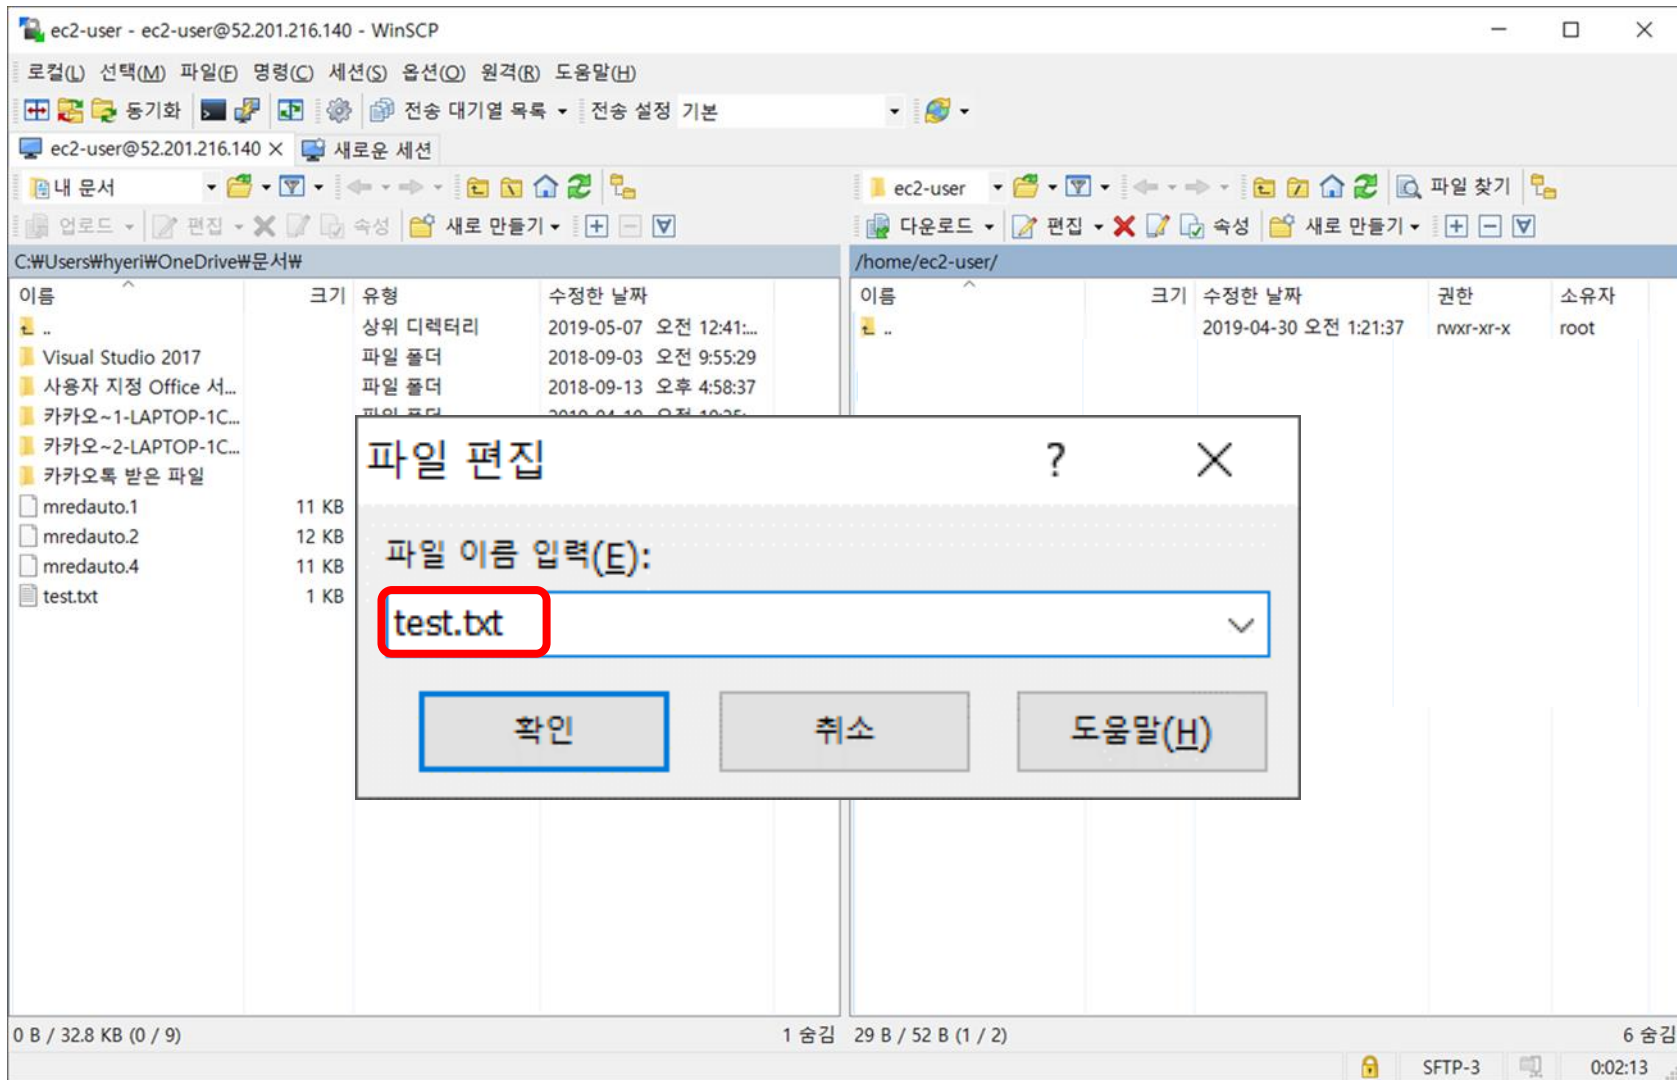 ec2-user - ec2-user@52.201.216.140 - WinSCP
로컬(L) 선택(M) 파일(F) 명령(C) 세션(S) 옵션(O) 원격(R) 도움말(H)
동기화 전송 대기열 목록 전송 설정 기본
ec2-user@52.201.216.140 새로운 세션
내 문서
업로드 편집 속성 새로 만들기
C:₩Users₩hyeri₩OneDrive₩문서₩
이름 크기 유형 수정한 날짜
.. 상위 디렉터리 2019-05-07 오전 12:41:...
Visual Studio 2017 파일 폴더 2018-09-03 오전 9:55:29
사용자 지정 Office 서... 파일 폴더 2018-09-13 오후 4:58:37
카카오~1-LAPTOP-1C...
카카오~2-LAPTOP-1C...
카카오톡 받은 파일
mredauto.1 11 KB
mredauto.2 12 KB
mredauto.4 11 KB
test.txt 1 KB
0 B / 32.8 KB (0 / 9) 1 숨김
ec2-user 파일 찾기
다운로드 편집 속성 새로 만들기
/home/ec2-user/
이름 크기 수정한 날짜 권한 소유자
.. 2019-04-30 오전 1:21:37 rwxr-xr-x root
29 B / 52 B (1 / 2) 6 숨김
파일 편집 ?
파일 이름 입력(E):
test.txt
확인 취소 도움말(H)
SFTP-3 0:02:13